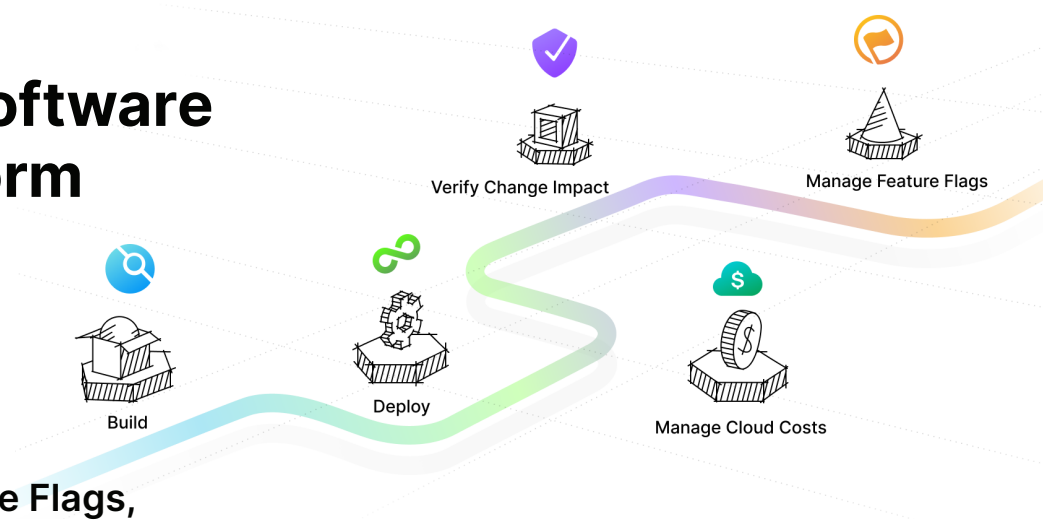 oftware
orm
Verify Change Impact
Manage Feature Flags
Build
Deploy
Manage Cloud Costs
e Flags,